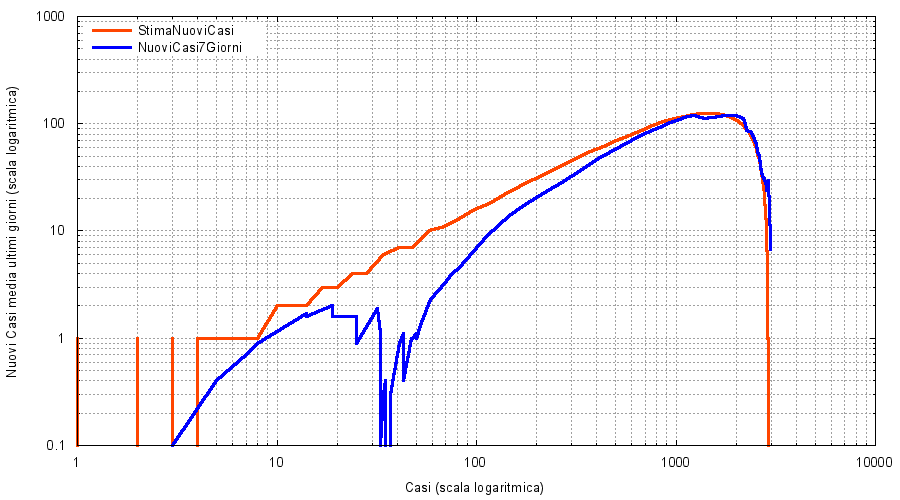 1000
StimaNuoviCasi
NuoviCasi7Giorni
100
10
1
0.1
Nuovi Casi media ultimi giorni (scala logaritmica)
1 10 100 1000 10000
Casi (scala logaritmica)